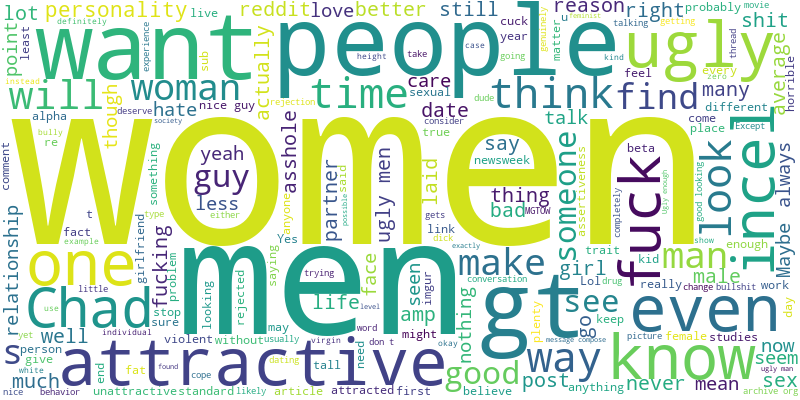 women
men
people
want
attractive
ugly
gt
even
know
fuck
incel
Chad
one
think
find
look
will
time
woman
way
man
make
see
guy
someone
good
s
personality
reddit
love
better
still
reason
right
shit
lot
point
definitely
least
live
experience
sub
actually
cuck
year
height
take
going
case
care
sexual
dude
date
matter
u
talking
kind
feminist
genuinely
getting
feel
thread
every
zero
probably
movie
average
horrible
many
different
instead
alpha
bully
deserve
society
though
hate
nice guy
rejection
asshole
consider
true
talk
come
place
beta
Except
always
Maybe
comment
re
something
yeah
less
Yes
anyone
either
possible
partner
said
ugly men
laid
say
newsweek
thing
bad
MGTOW
link
gets
dick
exactly
assertiveness
completely
Ugly enough
good looking
show
enough
trait
kid
male
t
fact
example
type
girlfriend
problem
fucking
looking
rejected
saying
trying
face
life
seen
amp
imgur
conversation
nothing
girl
Lol
drug
go
keep
really
change
bullshit
work
day
relationship
use
yet
little
individual
well
stop
sure
may
usually
virgin
level
word
might
don t
okay
message compose
plenty
picture
female
studies
now
seem
person
give
white
much
nice
behavior
end
fat
cope
found
violent
without
tall
need
dating
attracted
first
believe
post
anything
never
mean
sex
ugly man
archive org
unattractive
standard
likely
article